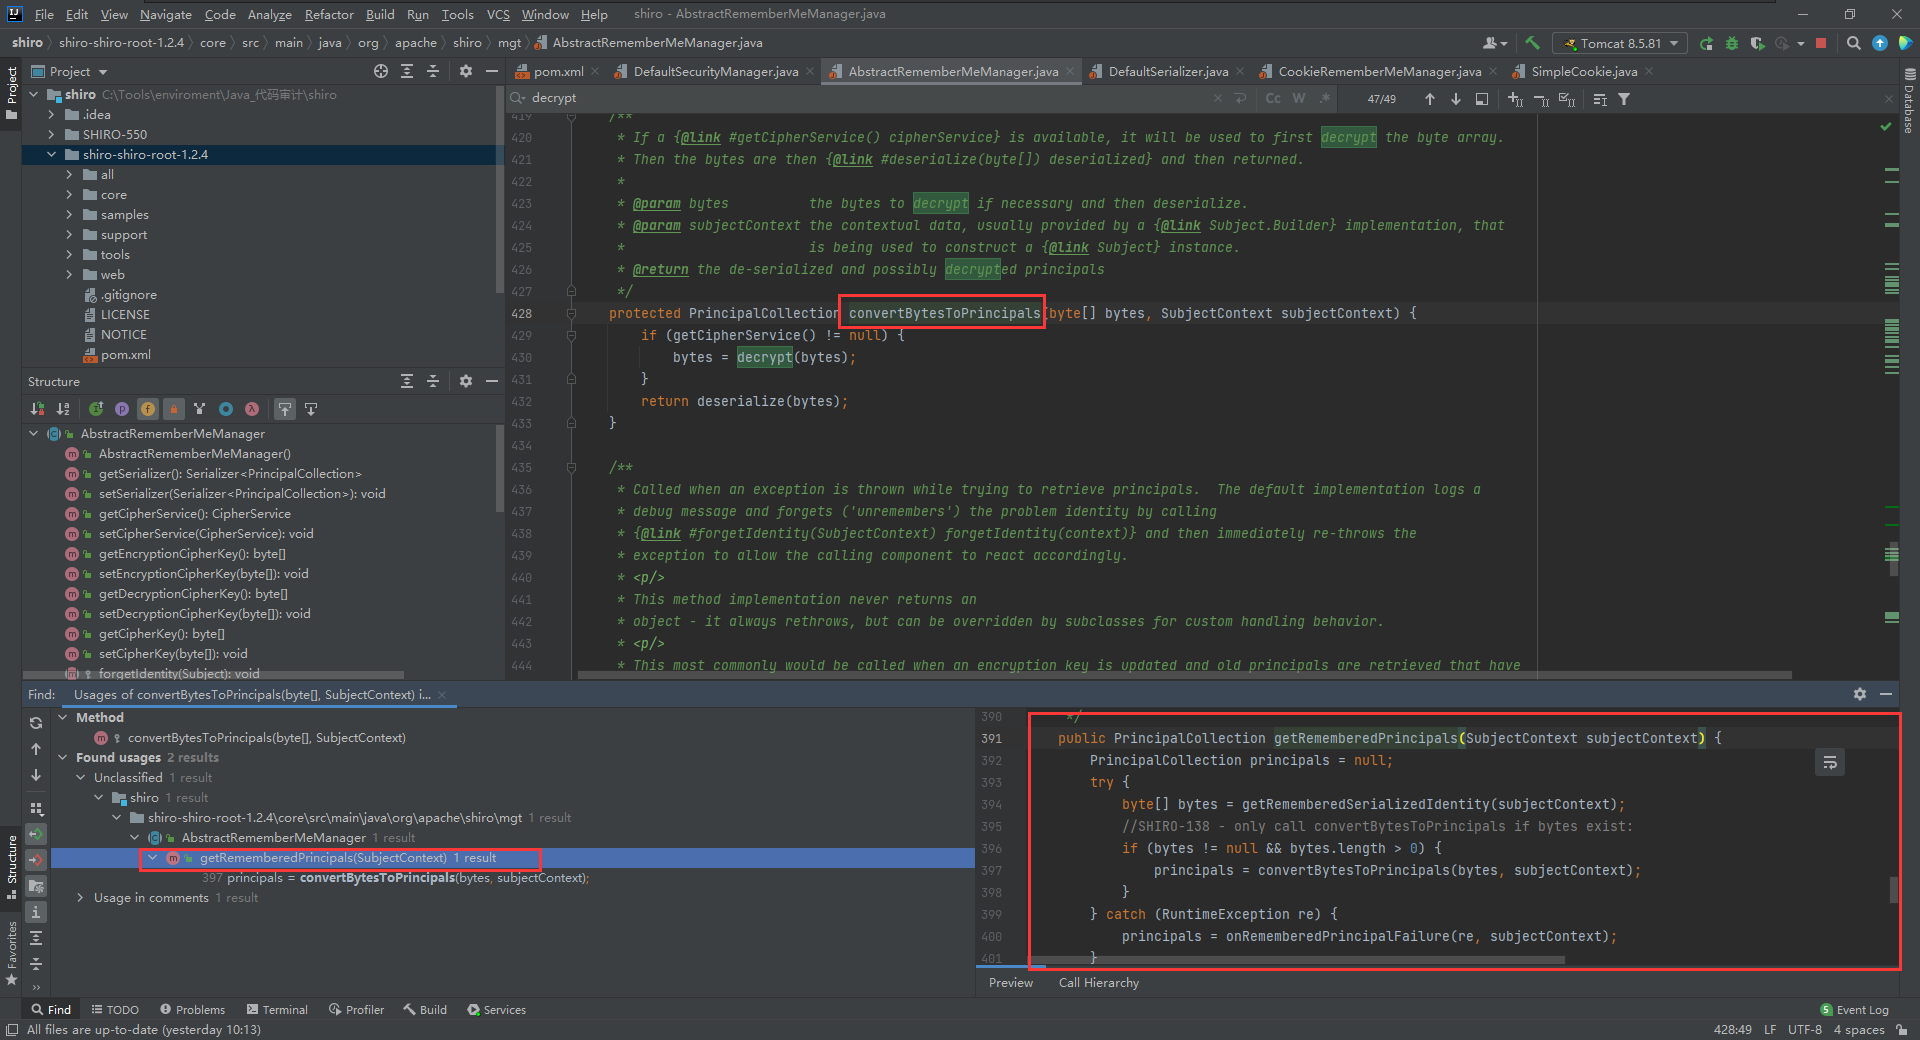 File Edit View Navigate Code Analyze Refactor Build Run Tools VCS Window Help shiro - AbstractRememberMeManager.java
shiro shiro-shiro-root-1.2.4 core src main java org apache shiro mgt AbstractRememberMeManager.java Tomcat 8.5.81
Project
pom.xml DefaultSecurityManager.java AbstractRememberMeManager.java DefaultSerializer.java CookieRememberMeManager.java SimpleCookie.java
Project
Database
Structure
Favorites
shiro C:\Tools\enviroment\Java_代码审计\shiro
.idea
SHIRO-550
shiro-shiro-root-1.2.4
all
core
samples
support
tools
web
.gitignore
LICENSE
NOTICE
pom.xml
Structure
AbstractRememberMeManager
AbstractRememberMeManager()
getSerializer(): Serializer<PrincipalCollection>
setSerializer(Serializer<PrincipalCollection>): void
getCipherService(): CipherService
setCipherService(CipherService): void
getEncryptionCipherKey(): byte[]
setEncryptionCipherKey(byte[]): void
getDecryptionCipherKey(): byte[]
setDecryptionCipherKey(byte[]): void
getCipherKey(): byte[]
setCipherKey(byte[]): void
forgetIdentity(Subject): void
decrypt Cc W .* 47/49
419 /**
420 * If a {@link #getCipherService() cipherService} is available, it will be used to first decrypt the byte array.
421 * Then the bytes are then {@link #deserialize(byte[]) deserialized} and then returned.
422 *
423 * @param bytes the bytes to decrypt if necessary and then deserialize.
424 * @param subjectContext the contextual data, usually provided by a {@link Subject.Builder} implementation, that
425 * is being used to construct a {@link Subject} instance.
426 * @return the de-serialized and possibly decrypted principals
427 */
428 protected PrincipalCollection convertBytesToPrincipals(byte[] bytes, SubjectContext subjectContext) {
429 if (getCipherService() != null) {
430 bytes = decrypt(bytes);
431 }
432 return deserialize(bytes);
433 }
434
435 /**
436 * Called when an exception is thrown while trying to retrieve principals.  The default implementation logs a
437 * debug message and forgets ('unremembers') the problem identity by calling
438 * {@link #forgetIdentity(SubjectContext) forgetIdentity(context)} and then immediately re-throws the
439 * exception to allow the calling component to react accordingly.
440 * <p/>
441 * This method implementation never returns an
442 * object - it always rethrows, but can be overridden by subclasses for custom handling behavior.
443 * <p/>
444 * This most commonly would be called when an encryption key is updated and old principals are retrieved that have
Find: Usages of convertBytesToPrincipals(byte[], SubjectContext) i...
Method
convertBytesToPrincipals(byte[], SubjectContext)
Found usages 2 results
Unclassified 1 result
shiro 1 result
shiro-shiro-root-1.2.4\core\src\main\java\org\apache\shiro\mgt 1 result
AbstractRememberMeManager 1 result
getRememberedPrincipals(SubjectContext) 1 result
397 principals = convertBytesToPrincipals(bytes, subjectContext);
Usage in comments 1 result
390 */
391 public PrincipalCollection getRememberedPrincipals(SubjectContext subjectContext) {
392 PrincipalCollection principals = null;
393 try {
394 byte[] bytes = getRememberedSerializedIdentity(subjectContext);
395 //SHIRO-138 - only call convertBytesToPrincipals if bytes exist:
396 if (bytes != null && bytes.length > 0) {
397 principals = convertBytesToPrincipals(bytes, subjectContext);
398 }
399 } catch (RuntimeException re) {
400 principals = onRememberedPrincipalFailure(re, subjectContext);
401 }
Preview Call Hierarchy
Find TODO Problems Terminal Profiler Build Services 5 Event Log
All files are up-to-date (yesterday 10:13) 428:49 LF UTF-8 4 spaces